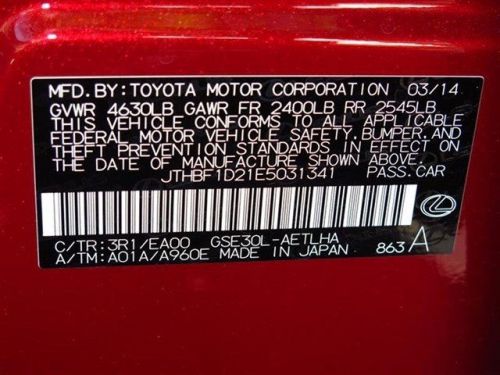 MFD.BY:TOYOTA MOTOR CORPORATION 03/14
GVWR 4630LB GAWR FR 2400LB RR 2545LB
THIS VEHICLE CONFORMS TO ALL APPLICABLE
FEDERAL MOTOR VEHICLE SAFETY,BUMPER,AND
THEFT PREVENTION STANDARDS IN EFFECT ON
THE DATE OF MANUFACTURE SHOWN ABOVE.
JTHBF1D21E5031341 PASS.CAR
C/TR:3R1/EA00 GSE30L-AETLHA
A/TM:A01A/A960E MADE IN JAPAN 863 A